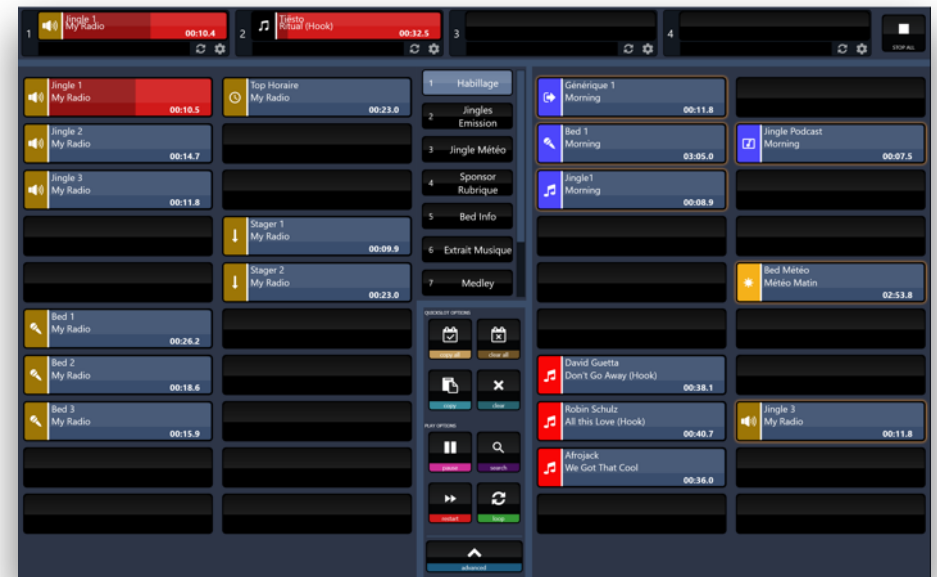 1
Jingle 1
My Radio
00:10.4
2
Tiësto
Ritual (Hook)
00:32.5
3
4
STOP ALL
Jingle 1
My Radio
00:10.5
Jingle 2
My Radio
00:14.7
Jingle 3
My Radio
00:11.8
Bed 1
My Radio
00:26.2
Bed 2
My Radio
00:18.6
Bed 3
My Radio
00:15.9
Top Horaire
My Radio
00:23.0
Stager 1
My Radio
00:09.9
Stager 2
My Radio
00:23.0
1 Habillage
2 Jingles
Emission
3 Jingle Météo
4 Sponsor
Rubrique
5 Bed Info
6 Extrait Musique
7 Medley
QUICKSLOT OPTIONS
copy all
clear all
copy
clear
PLAY OPTIONS
pause
search
restart
loop
advanced
Générique 1
Morning
00:11.8
Bed 1
Morning
03:05.0
Jingle1
Morning
00:08.9
David Guetta
Don't Go Away (Hook)
00:38.1
Robin Schulz
All this Love (Hook)
00:40.7
Afrojack
We Got That Cool
00:36.0
Jingle Podcast
Morning
00:07.5
Bed Météo
Météo Matin
02:53.8
Jingle 3
My Radio
00:11.8